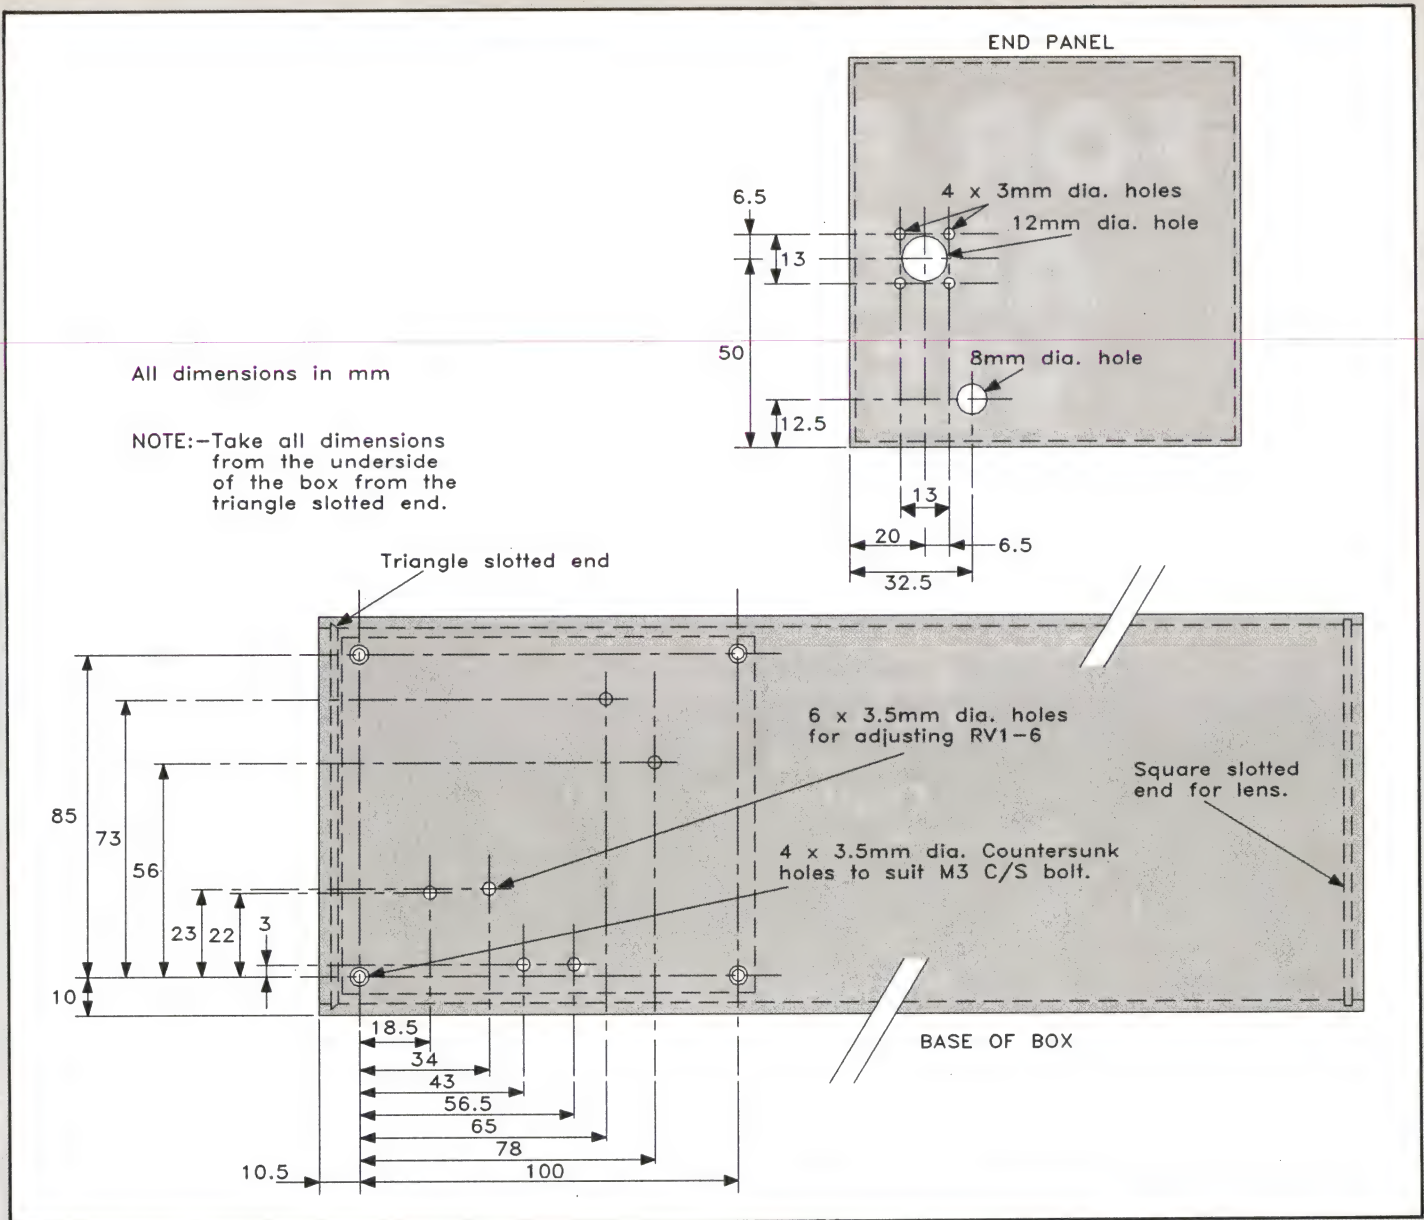 END PANEL
6.5
4 x 3mm dia. holes
12mm dia. hole
13
50
8mm dia. hole
12.5
13
20
6.5
32.5
All dimensions in mm
NOTE:-Take all dimensions
from the underside
of the box from the
triangle slotted end.
Triangle slotted end
6 x 3.5mm dia. holes
for adjusting RV1-6
Square slotted
end for lens.
85
73
56
4 x 3.5mm dia. Countersunk
holes to suit M3 C/S bolt.
23
22
3
10
18.5
34
43
56.5
65
78
10.5
100
BASE OF BOX